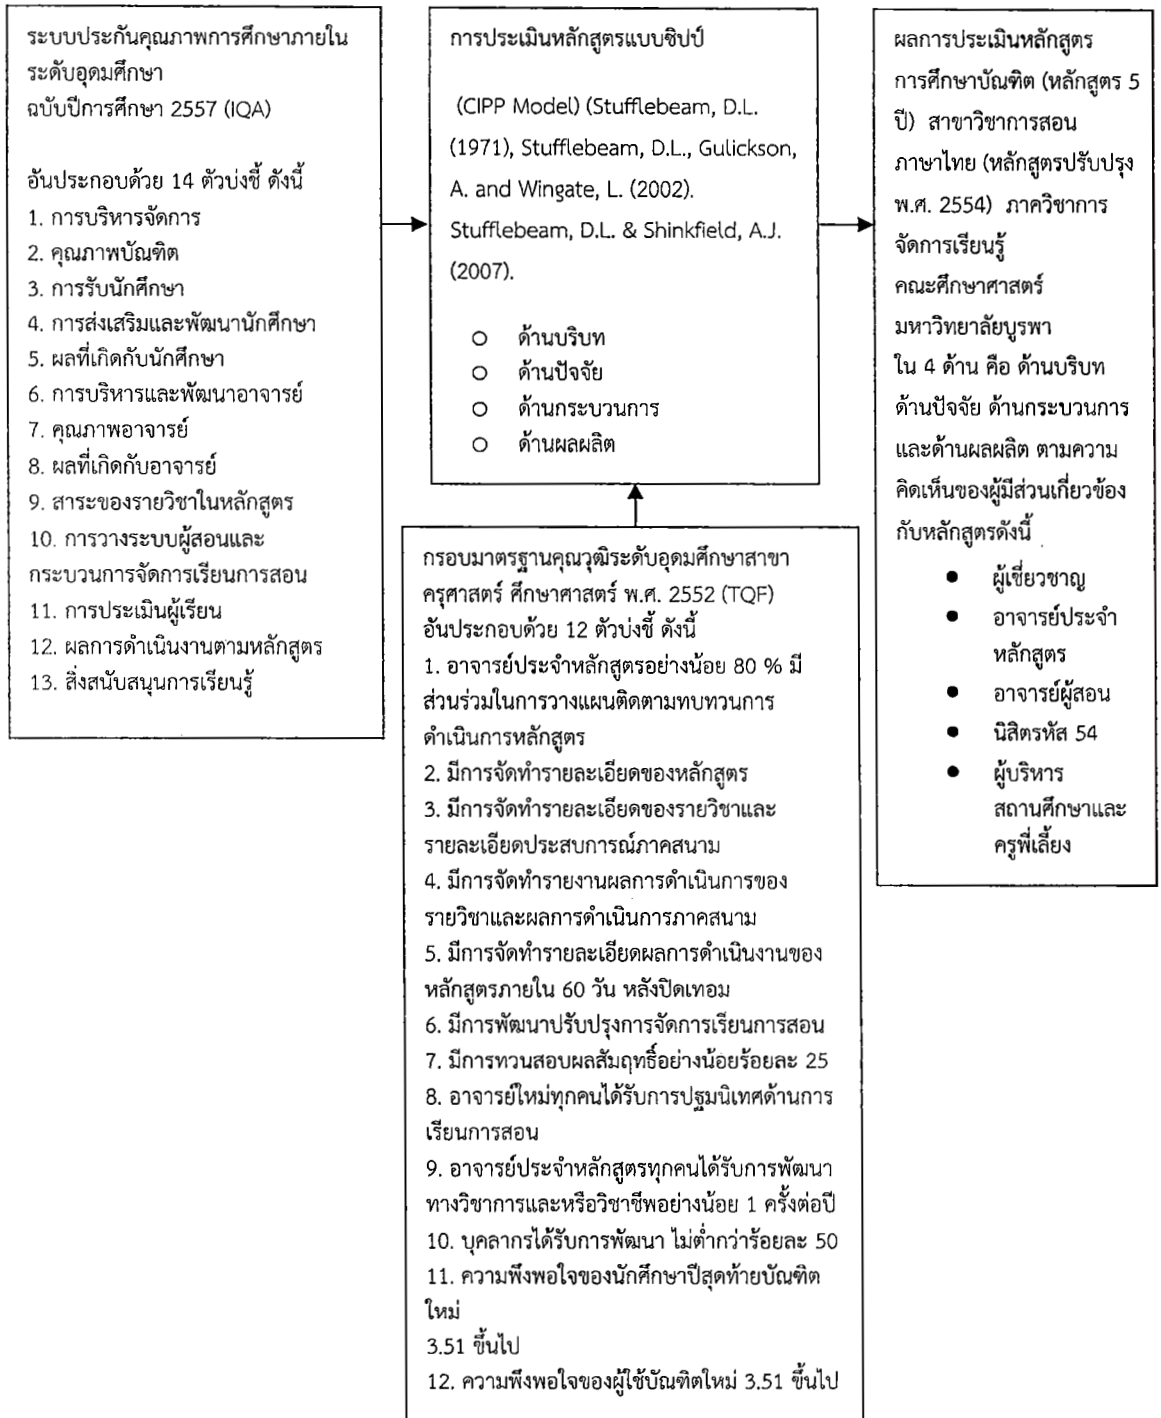 ระบบประกันคุณภาพการศึกษาภายใน
ระดับอุดมศึกษา
ฉบับปีการศึกษา 2557 (IQA)
อันประกอบด้วย 14 ตัวบ่งชี้ ดังนี้
1. การบริหารจัดการ
2. คุณภาพบัณฑิต
3. การรับนักศึกษา
4. การส่งเสริมและพัฒนานักศึกษา
5. ผลที่เกิดกับนักศึกษา
6. การบริหารและพัฒนาอาจารย์
7. คุณภาพอาจารย์
8. ผลที่เกิดกับอาจารย์
9. สาระของรายวิชาในหลักสูตร
10. การวางระบบผู้สอนและ
กระบวนการจัดการเรียนการสอน
11. การประเมินผู้เรียน
12. ผลการดำเนินงานตามหลักสูตร
13. สิ่งสนับสนุนการเรียนรู้
การประเมินหลักสูตรแบบซิปป์
(CIPP Model) (Stufflebeam, D.L.
(1971), Stufflebeam, D.L., Gulickson,
A. and Wingate, L. (2002).
Stufflebeam, D.L. & Shinkfield, A.J.
(2007).
○ ด้านบริบท
○ ด้านปัจจัย
○ ด้านกระบวนการ
○ ด้านผลผลิต
กรอบมาตรฐานคุณวุฒิระดับอุดมศึกษาสาขา
ครุศาสตร์ ศึกษาศาสตร์ พ.ศ. 2552 (TQF)
อันประกอบด้วย 12 ตัวบ่งชี้ ดังนี้
1. อาจารย์ประจำหลักสูตรอย่างน้อย 80 % มี
ส่วนร่วมในการวางแผนติดตามทบทวนการ
ดำเนินการหลักสูตร
2. มีการจัดทำรายละเอียดของหลักสูตร
3. มีการจัดทำรายละเอียดของรายวิชาและ
รายละเอียดประสบการณ์ภาคสนาม
4. มีการจัดทำรายงานผลการดำเนินการของ
รายวิชาและผลการดำเนินการภาคสนาม
5. มีการจัดทำรายละเอียดผลการดำเนินงานของ
หลักสูตรภายใน 60 วัน หลังปิดเทอม
6. มีการพัฒนาปรับปรุงการจัดการเรียนการสอน
7. มีการทวนสอบผลสัมฤทธิ์อย่างน้อยร้อยละ 25
8. อาจารย์ใหม่ทุกคนได้รับการปฐมนิเทศด้านการ
เรียนการสอน
9. อาจารย์ประจำหลักสูตรทุกคนได้รับการพัฒนา
ทางวิชาการและหรือวิชาชีพอย่างน้อย 1 ครั้งต่อปี
10. บุคลากรได้รับการพัฒนา ไม่ต่ำกว่าร้อยละ 50
11. ความพึงพอใจของนักศึกษาปีสุดท้ายบัณฑิต
ใหม่
3.51 ขึ้นไป
12. ความพึงพอใจของผู้ใช้บัณฑิตใหม่ 3.51 ขึ้นไป
ผลการประเมินหลักสูตร
การศึกษาบัณฑิต (หลักสูตร 5
ปี) สาขาวิชาการสอน
ภาษาไทย (หลักสูตรปรับปรุง
พ.ศ. 2554) ภาควิชาการ
จัดการเรียนรู้
คณะศึกษาศาสตร์
มหาวิทยาลัยบูรพา
ใน 4 ด้าน คือ ด้านบริบท
ด้านปัจจัย ด้านกระบวนการ
และด้านผลผลิต ตามความ
คิดเห็นของผู้มีส่วนเกี่ยวข้อง
กับหลักสูตรดังนี้
● ผู้เชี่ยวชาญ
● อาจารย์ประจำ
หลักสูตร
● อาจารย์ผู้สอน
● นิสิตรหัส 54
● ผู้บริหาร
สถานศึกษาและ
ครูพี่เลี้ยง